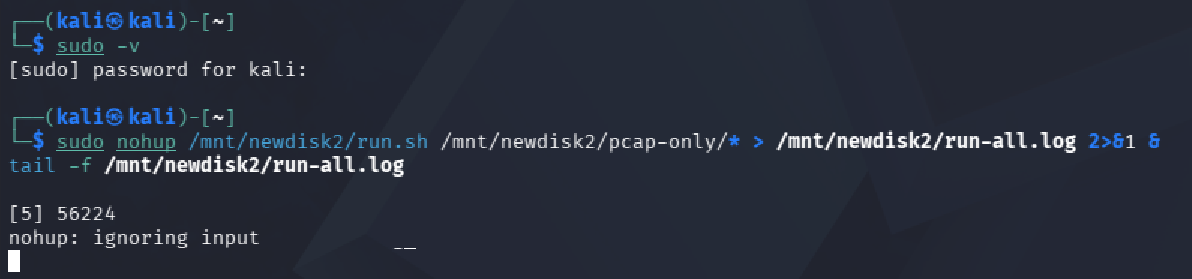 ┌──(kali㉿kali)-[~]
└─$ sudo -v
[sudo] password for kali:
┌──(kali㉿kali)-[~]
└─$ sudo nohup /mnt/newdisk2/run.sh /mnt/newdisk2/pcap-only/* > /mnt/newdisk2/run-all.log 2>&1 &
tail -f /mnt/newdisk2/run-all.log
[5] 56224
nohup: ignoring input